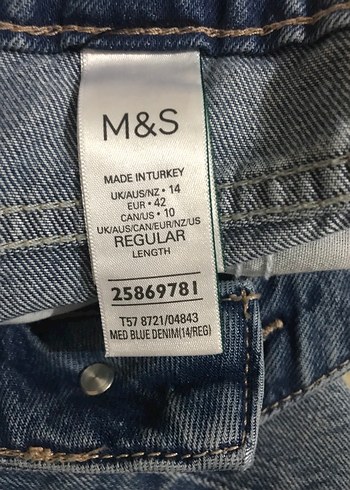 M&S
MADE IN TURKEY
UK/AUS/NZ • 14
EUR • 42
CAN/US • 10
UK/AUS/CAN/EUR/NZ/US
REGULAR
LENGTH
25869781
T57 8721/04843
MED BLUE DENIM(14/REG)